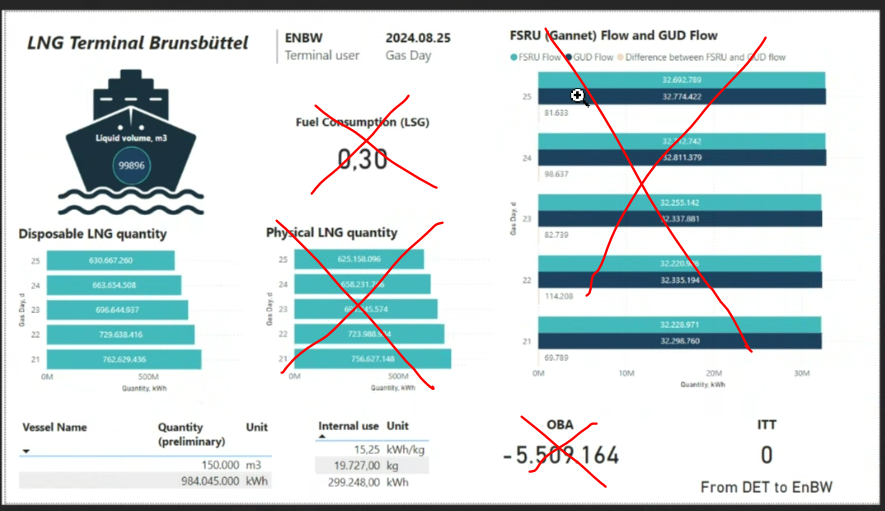 LNG Terminal Brunsbüttel
ENBW
Terminal user
2024.08.25
Gas Day
Liquid volume, m3
99896
Fuel Consumption (LSG)
0,30
FSRU (Gannet) Flow and GUD Flow
FSRU Flow GUD Flow Difference between FSRU and GUD flow
Gas Day, d
25
32.692.789
32.774.422
81.633
24
32.811.379
98.637
23
32.255.142
32.337.881
82.739
22
32.335.194
114.208
21
32.228.971
32.298.760
69.789
0M 10M 20M 30M
Quantity, kWh
Disposable LNG quantity
Gas Day, d
25 630.667.260
24 663.654.508
23 696.644.937
22 729.638.416
21 762.629.436
0M 500M
Quantity, kWh
Physical LNG quantity
Gas Day, d
25 625.158.096
24
23
22
21 756.627.148
0M 500M
Quantity, kWh
Vessel Name Quantity (preliminary) Unit
150.000 m3
984.045.000 kWh
Internal use Unit
15,25 kWh/kg
19.727,00 kg
299.248,00 kWh
OBA
-5.509.164
ITT
0
From DET to EnBW